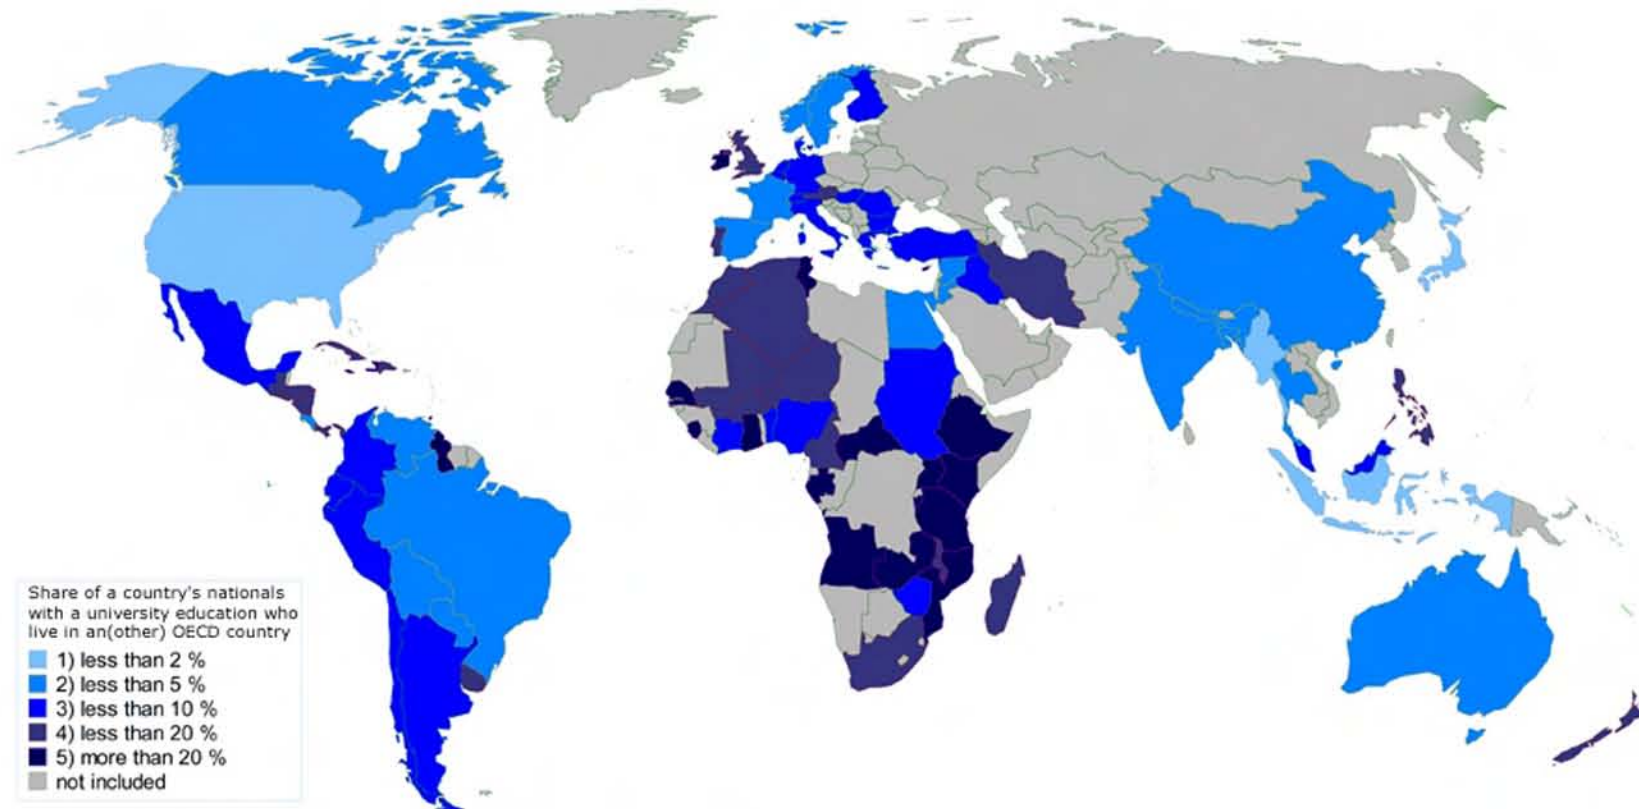 Share of a country's nationals
with a university education who
live in an(other) OECD country
1) less than 2 %
2) less than 5 %
3) less than 10 %
4) less than 20 %
5) more than 20 %
not included